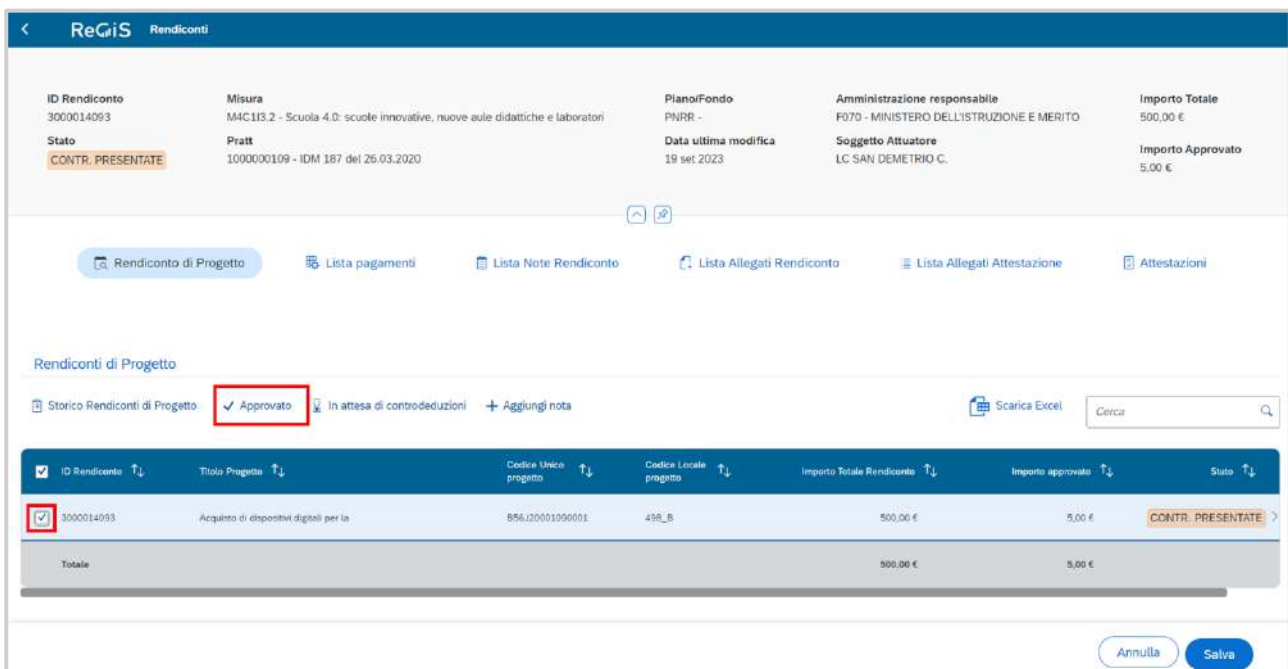 ReGiS Rendiconti
ID Rendiconto Misura Piano/Fondo Amministrazione responsabile Importo Totale
3000014093 M4C1I3.2 - Scuola 4.0: scuole innovative, nuove aule didattiche e laboratori PNRR - F070 - MINISTERO DELL'ISTRUZIONE E MERITO 500,00 €
Stato Pratt Data ultima modifica Soggetto Attuatore Importo Approvato
CONTR. PRESENTATE 1000000109 - IDM 187 del 26.03.2020 19 set 2023 LC SAN DEMETRIO C. 5,00 €
Rendiconto di Progetto Lista pagamenti Lista Note Rendiconto Lista Allegati Rendiconto Lista Allegati Attestazione Attestazioni
Rendiconti di Progetto
Storico Rendiconti di Progetto Approvato In attesa di controdeduzioni Aggiungi nota Scarica Excel Cerca
ID Rendiconto Titolo Progetto Codice Unico progetto Codice Locale progetto Importo Totale Rendiconto Importo approvato Stato
3000014093 Acquisto di dispositivi digitali per la B56J20001090001 498_B 500,00 € 5,00 € CONTR. PRESENTATE
Totale 500,00 € 5,00 €
Annulla Salva